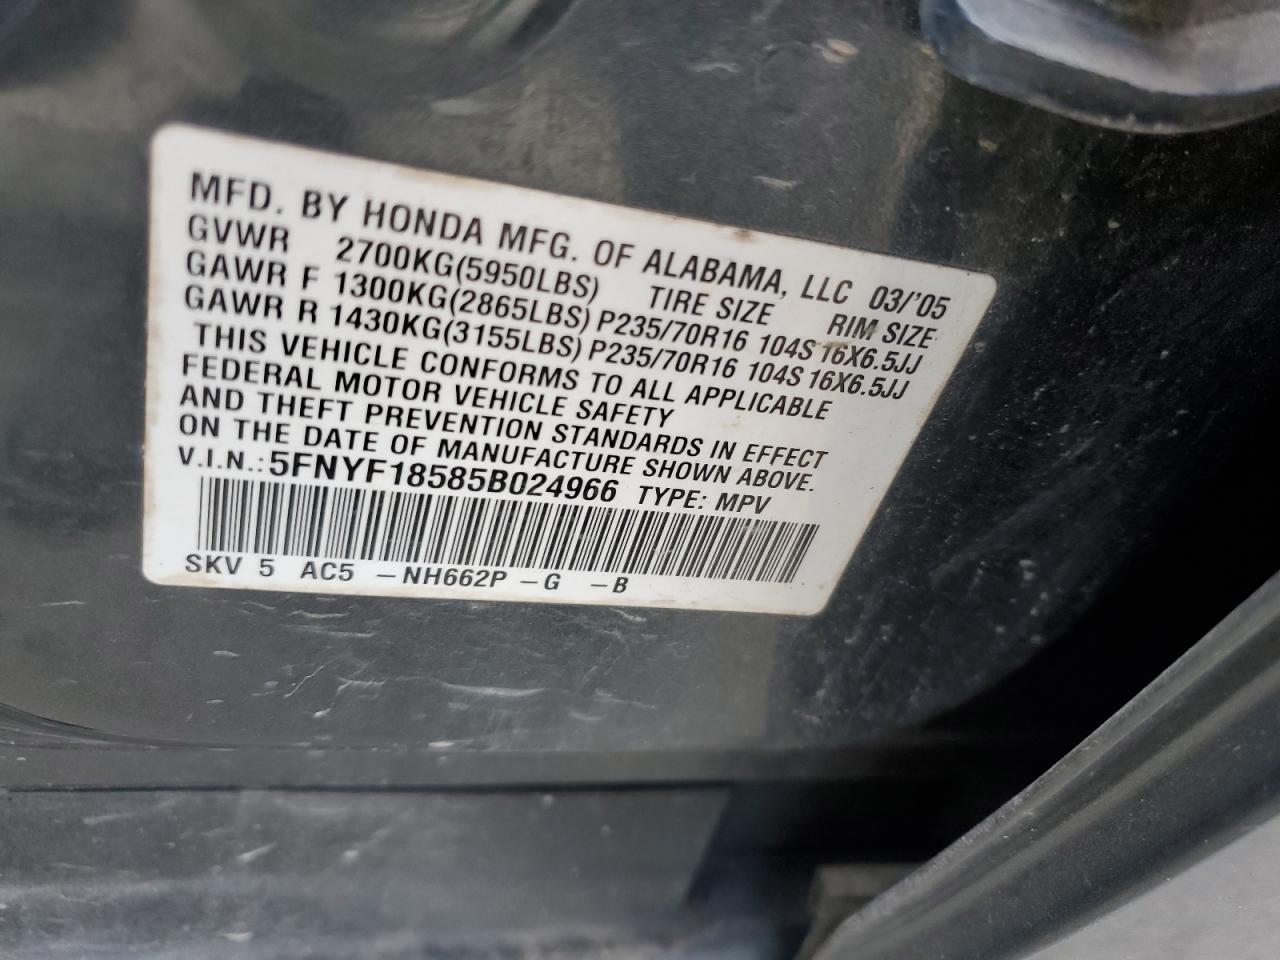 MFD. BY HONDA MFG. OF ALABAMA, LLC 03/'05
GVWR 2700KG(5950LBS) TIRE SIZE RIM SIZE
GAWR F 1300KG(2865LBS) P235/70R16 104S 16X6.5JJ
GAWR R 1430KG(3155LBS) P235/70R16 104S 16X6.5JJ
THIS VEHICLE CONFORMS TO ALL APPLICABLE
FEDERAL MOTOR VEHICLE SAFETY
AND THEFT PREVENTION STANDARDS IN EFFECT
ON THE DATE OF MANUFACTURE SHOWN ABOVE.
V.I.N.: 5FNYF18585B024966 TYPE: MPV
SKV 5 AC5 –NH662P –G –B